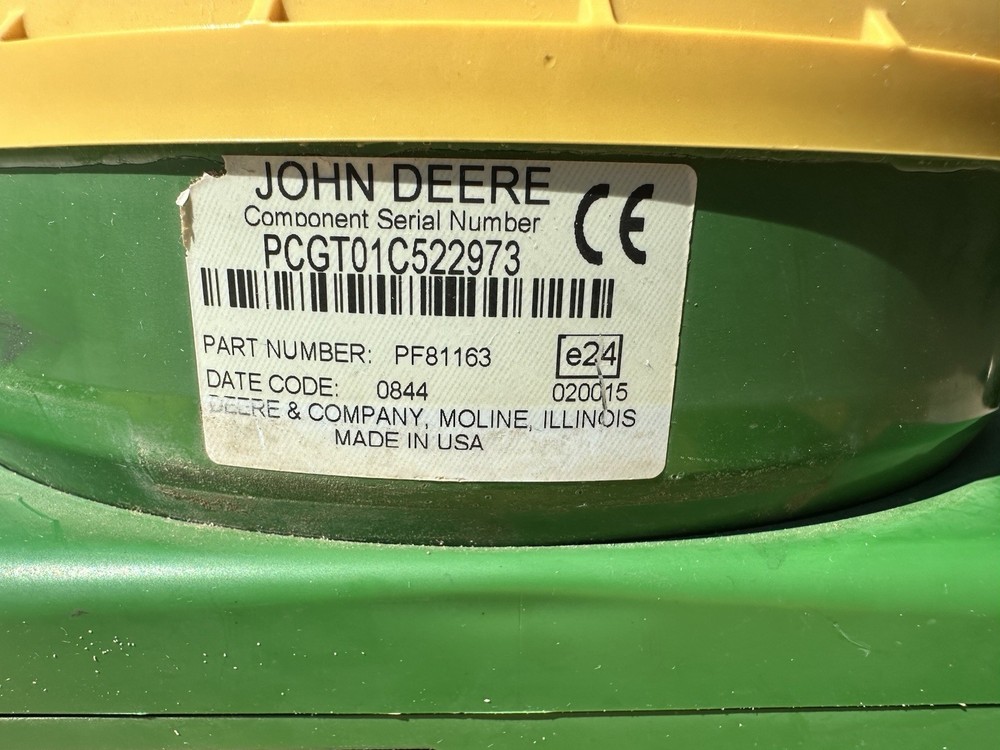 JOHN DEERE
Component Serial Number
CE
PCGT01C522973
PART NUMBER: PF81163
e24
DATE CODE: 0844
020015
DEERE & COMPANY, MOLINE, ILLINOIS
MADE IN USA